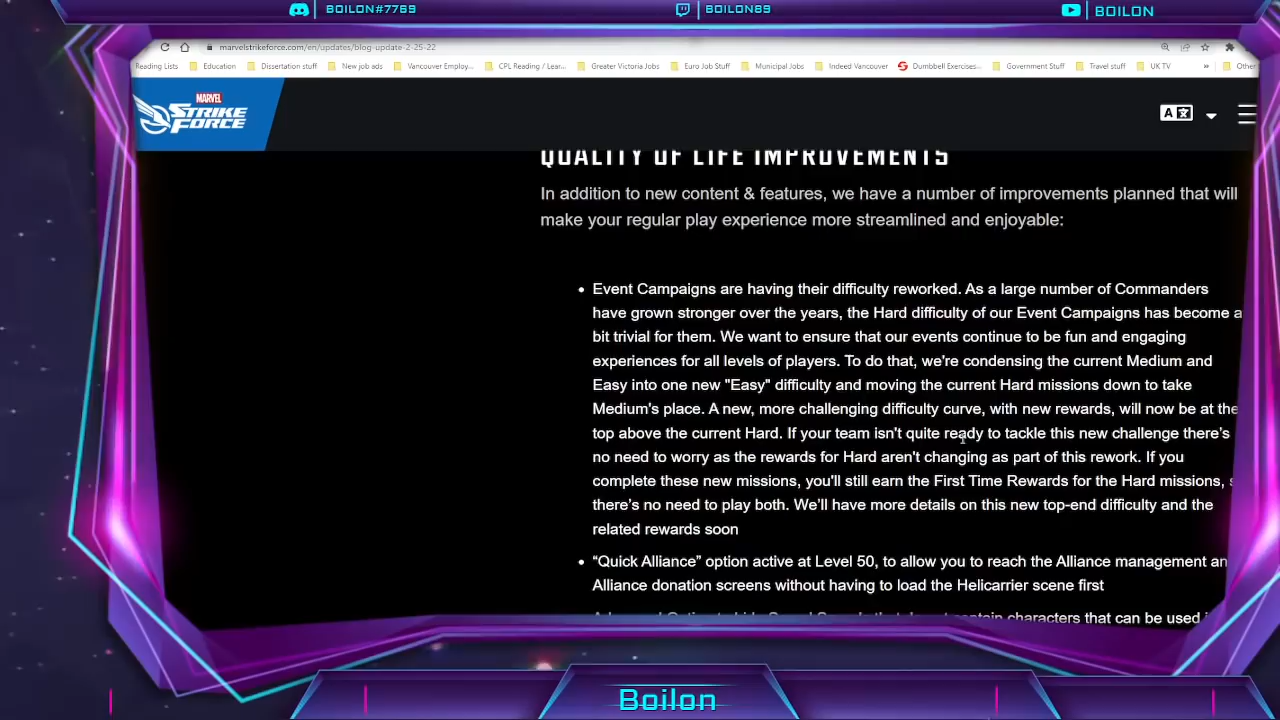 BOILON#7769
BOILON89
BOILON
marvelstrikeforce.com/en/updates/blog-update-2-25-22
Reading Lists
Education
Dissertation stuff
New job ads
Vancouver Employ...
CPL Reading / Lear...
Greater Victoria Jobs
Euro Job Stuff
Municipal Jobs
Indeed Vancouver
Dumbbell Exercises...
Government Stuff
Travel stuff
UK TV
»
Other
MARVEL
STRIKE
FORCE
A
QUALITY OF LIFE IMPROVEMENTS
In addition to new content & features, we have a number of improvements planned that will
make your regular play experience more streamlined and enjoyable:
• Event Campaigns are having their difficulty reworked. As a large number of Commanders
have grown stronger over the years, the Hard difficulty of our Event Campaigns has become a
bit trivial for them. We want to ensure that our events continue to be fun and engaging
experiences for all levels of players. To do that, we're condensing the current Medium and
Easy into one new "Easy" difficulty and moving the current Hard missions down to take
Medium's place. A new, more challenging difficulty curve, with new rewards, will now be at the
top above the current Hard. If your team isn't quite ready to tackle this new challenge there's
no need to worry as the rewards for Hard aren't changing as part of this rework. If you
complete these new missions, you'll still earn the First Time Rewards for the Hard missions,
there's no need to play both. We'll have more details on this new top-end difficulty and the
related rewards soon
• “Quick Alliance” option active at Level 50, to allow you to reach the Alliance management an
Alliance donation screens without having to load the Helicarrier scene first
characters that can be used
Boilon